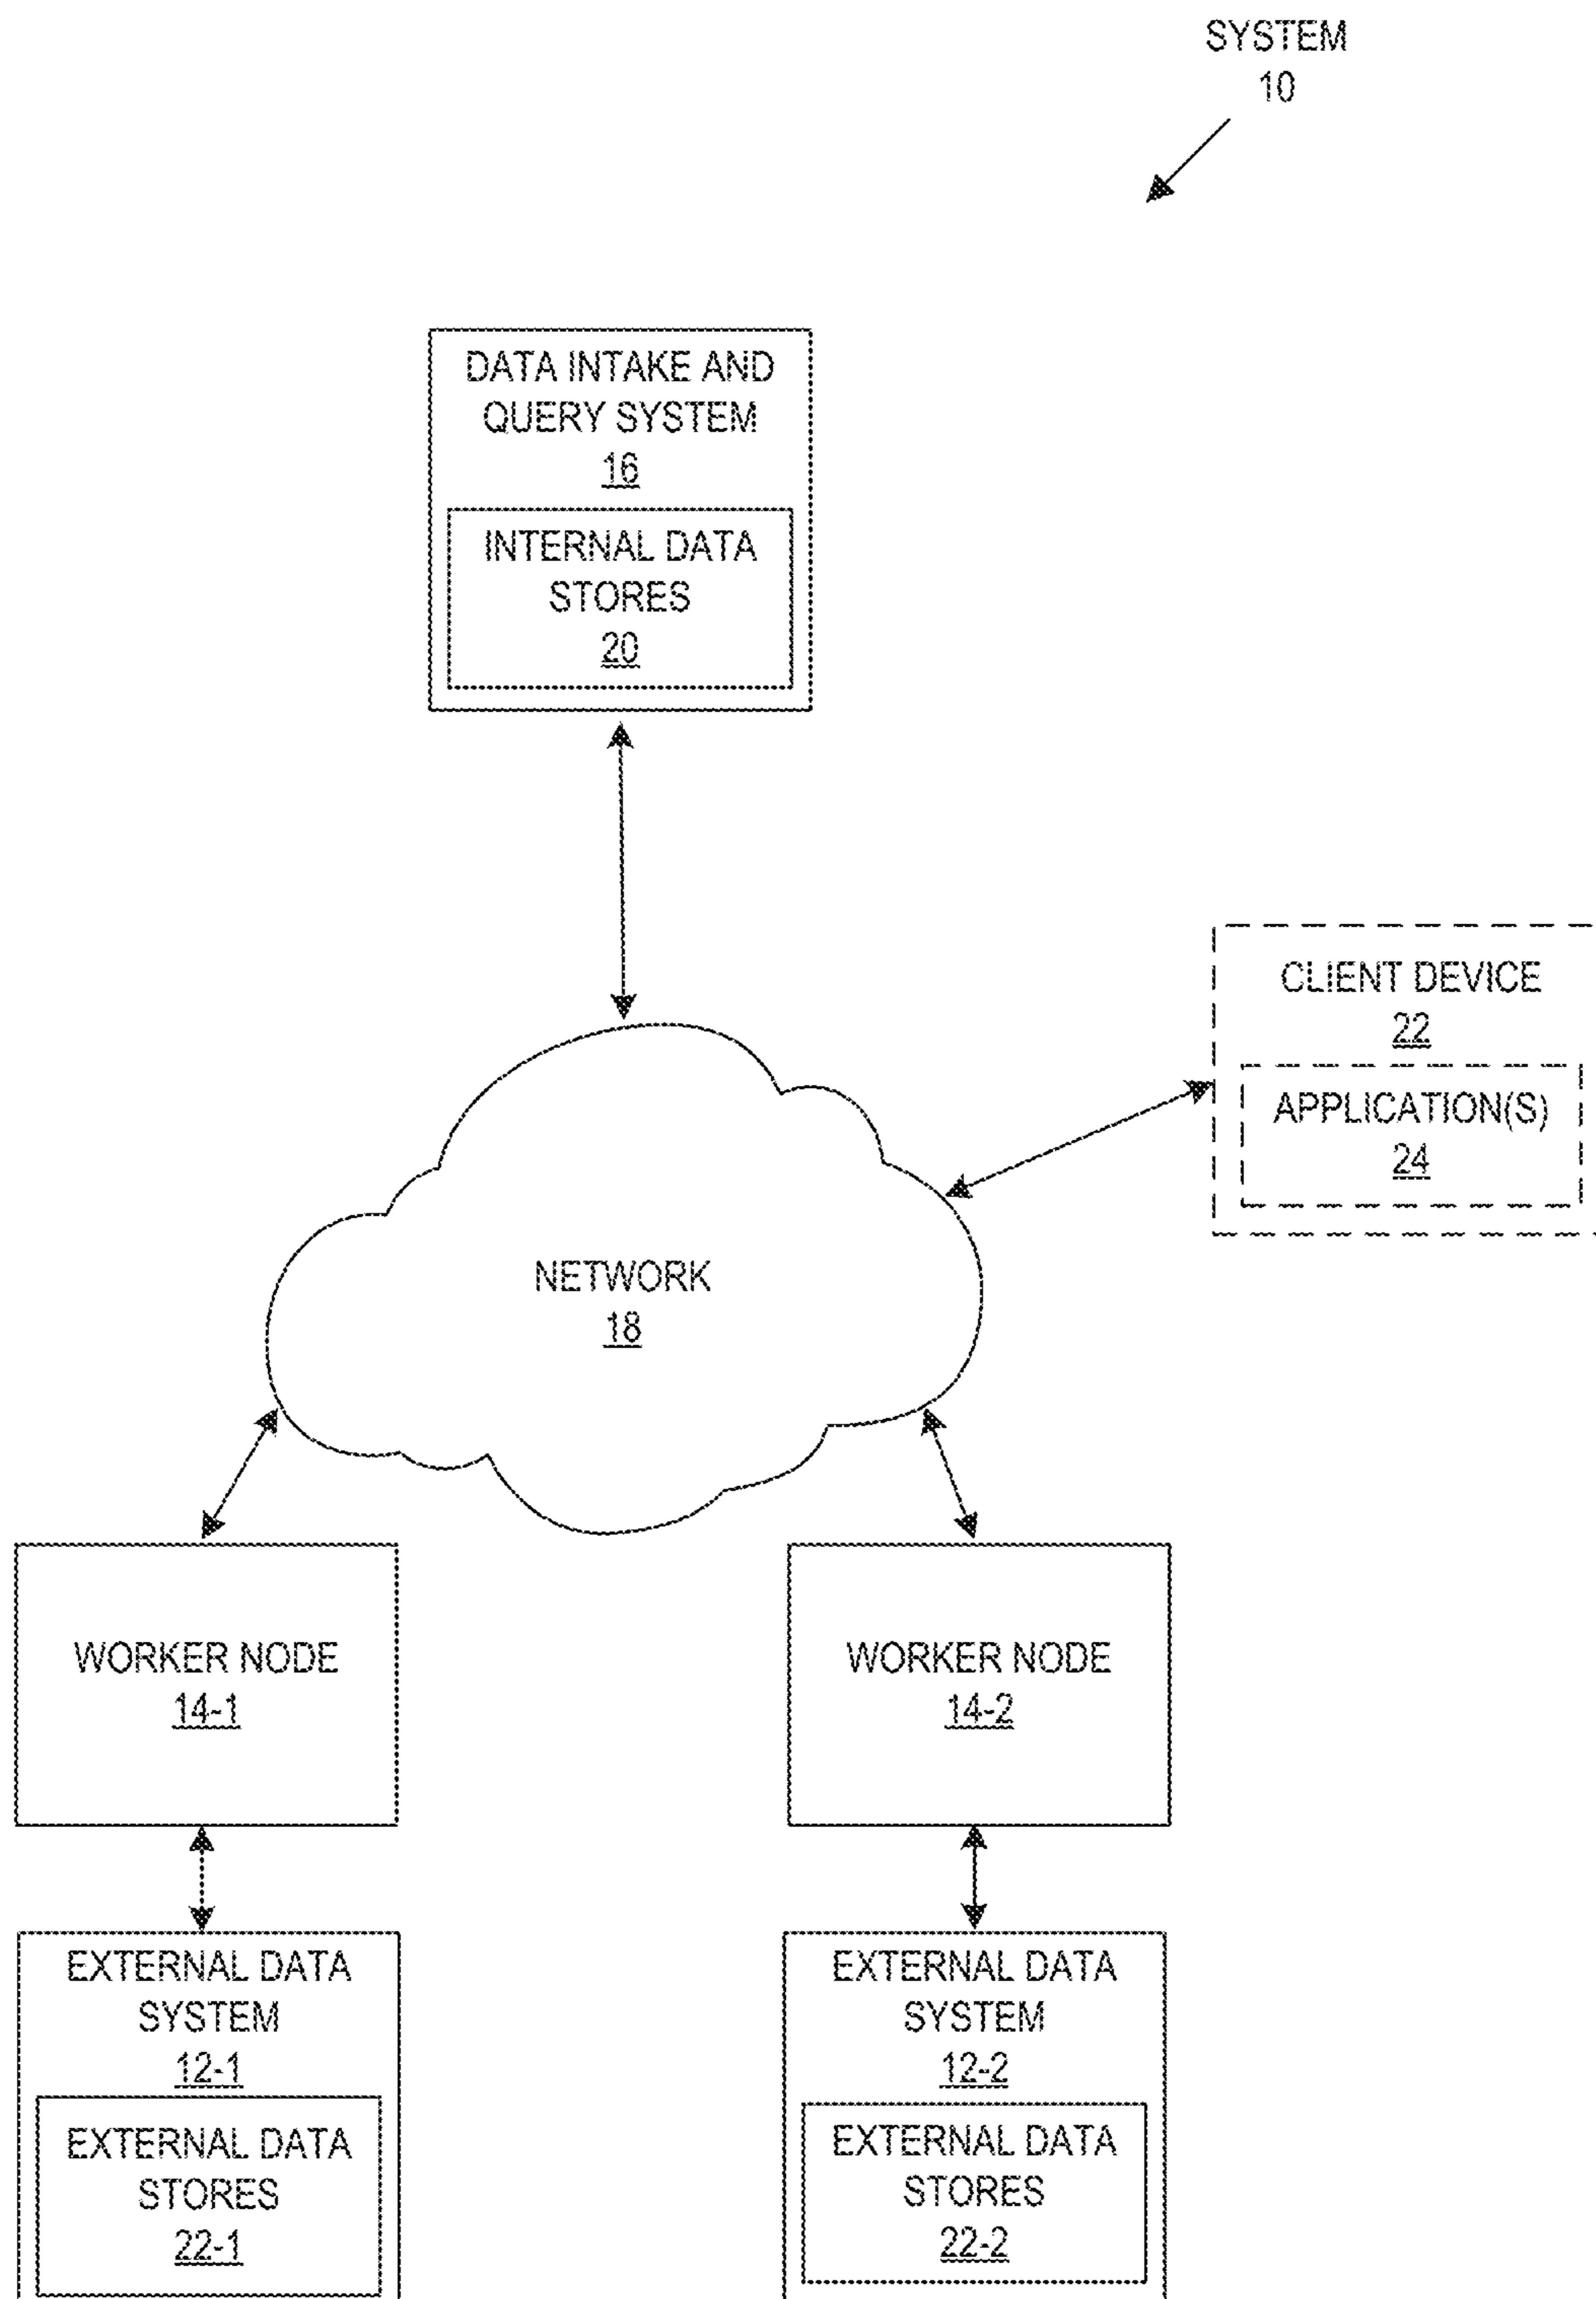 SYSTEM
10
DATA INTAKE AND
QUERY SYSTEM
16
INTERNAL DATA
STORES
20
CLIENT DEVICE
22
APPLICATION(S)
24
NETWORK
18
WORKER NODE
14-1
WORKER NODE
14-2
EXTERNAL DATA
SYSTEM
12-1
EXTERNAL DATA
STORES
22-1
EXTERNAL DATA
SYSTEM
12-2
EXTERNAL DATA
STORES
22-2